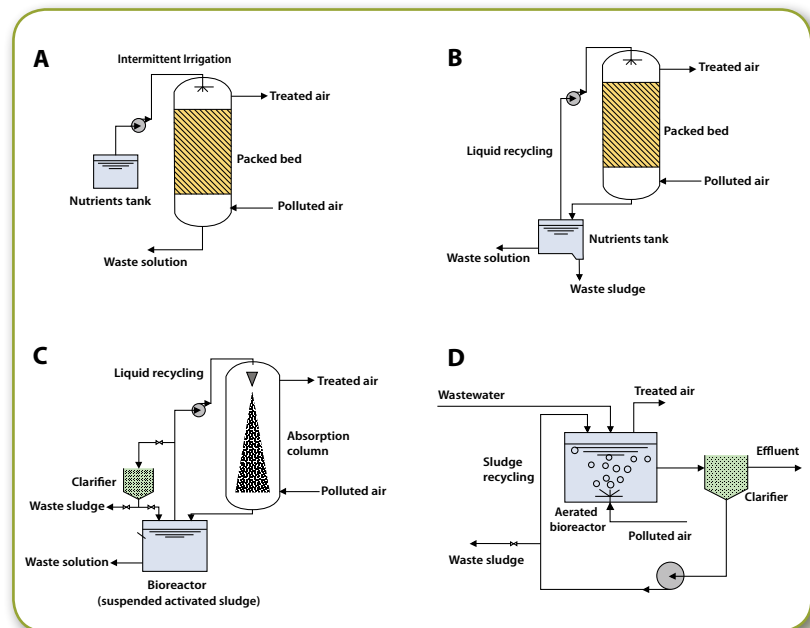 A
Intermittent Irrigation
Treated air
Packed bed
Nutrients tank
Polluted air
Waste solution
B
Treated air
Packed bed
Liquid recycling
Polluted air
Nutrients tank
Waste solution
Waste sludge
C
Liquid recycling
Treated air
Absorption
column
Clarifier
Polluted air
Waste sludge
Waste solution
Bioreactor
(suspended activated sludge)
D
Wastewater
Treated air
Sludge
recycling
Effluent
Clarifier
Aerated
bioreactor
Polluted air
Waste sludge